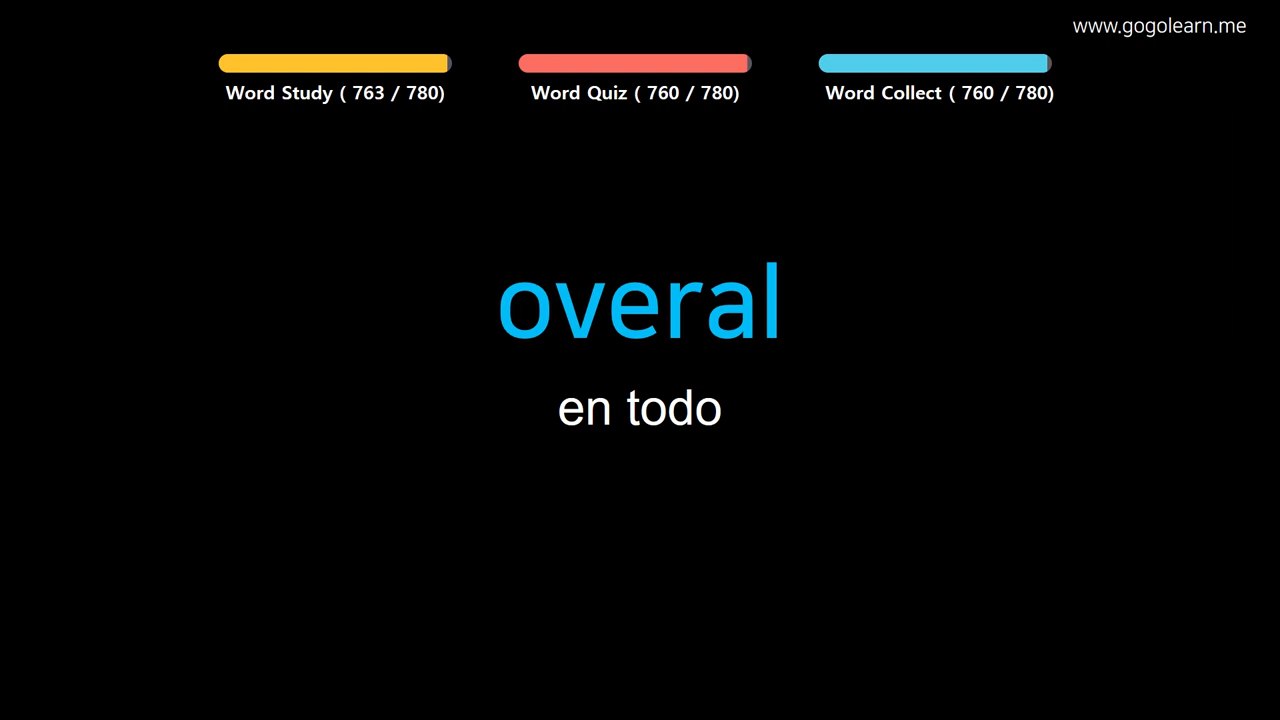 www.gogolearn.me
Word Study ( 763 / 780)
Word Quiz ( 760 / 780)
Word Collect ( 760 / 780)
overal
en todo